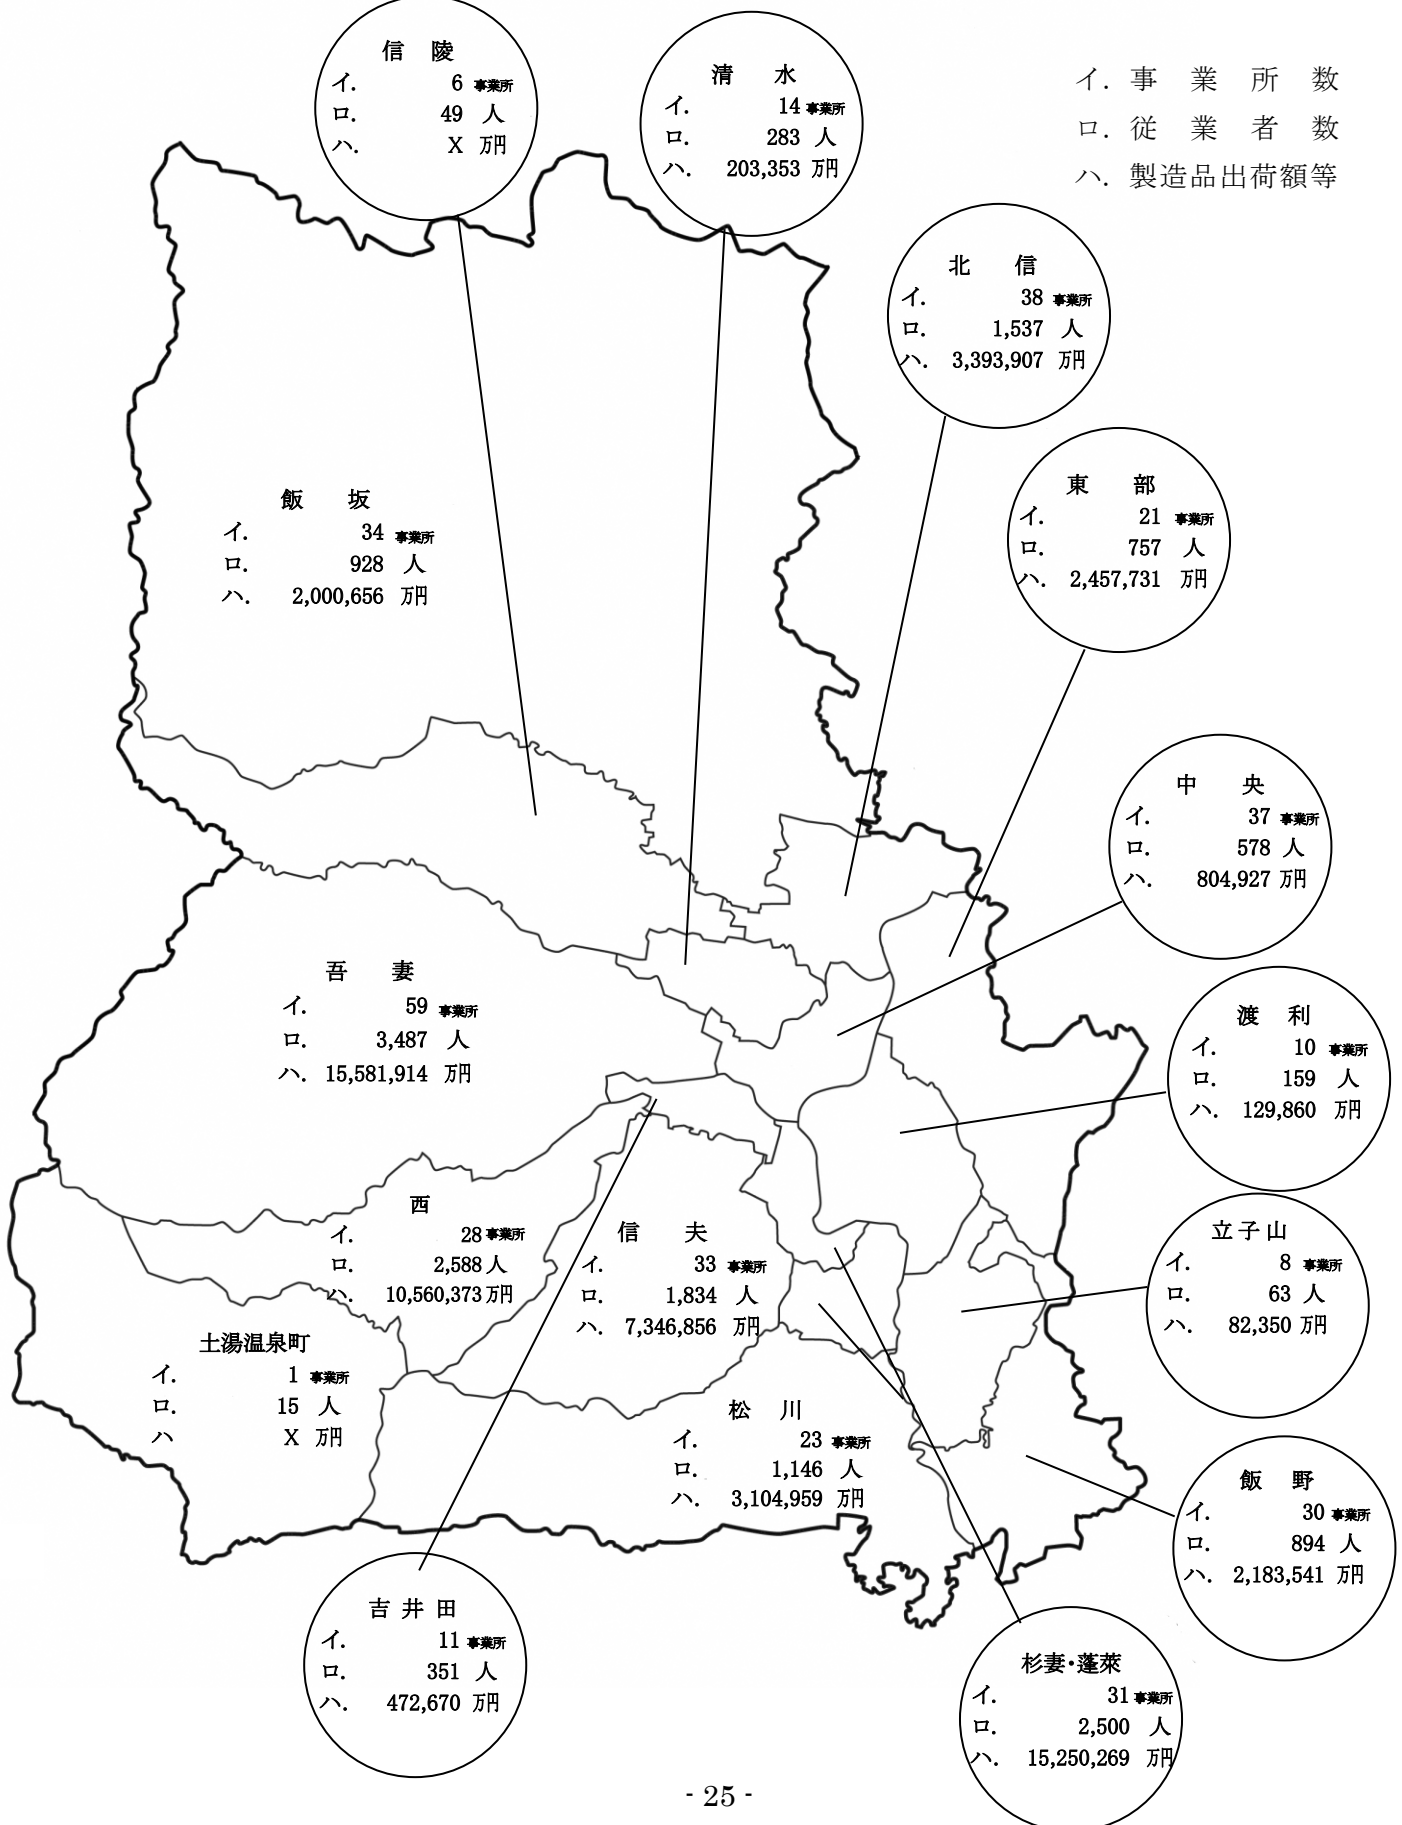 イ．事業所数
ロ．従業者数
ハ．製造品出荷額等
信陵
イ． 6 事業所
ロ． 49 人
ハ． X 万円
清水
イ． 14 事業所
ロ． 283 人
ハ． 203,353 万円
北信
イ． 38 事業所
ロ． 1,537 人
ハ． 3,393,907 万円
東部
イ． 21 事業所
ロ． 757 人
ハ． 2,457,731 万円
飯坂
イ． 34 事業所
ロ． 928 人
ハ． 2,000,656 万円
中央
イ． 37 事業所
ロ． 578 人
ハ． 804,927 万円
吾妻
イ． 59 事業所
ロ． 3,487 人
ハ． 15,581,914 万円
渡利
イ． 10 事業所
ロ． 159 人
ハ． 129,860 万円
西
イ． 28 事業所
ロ． 2,588 人
ハ． 10,560,373 万円
信夫
イ． 33 事業所
ロ． 1,834 人
ハ． 7,346,856 万円
立子山
イ． 8 事業所
ロ． 63 人
ハ． 82,350 万円
土湯温泉町
イ． 1 事業所
ロ． 15 人
ハ X 万円
松川
イ． 23 事業所
ロ． 1,146 人
ハ． 3,104,959 万円
飯野
イ． 30 事業所
ロ． 894 人
ハ． 2,183,541 万円
吉井田
イ． 11 事業所
ロ． 351 人
ハ． 472,670 万円
杉妻・蓬萊
イ． 31 事業所
ロ． 2,500 人
ハ． 15,250,269 万円
- 25 -